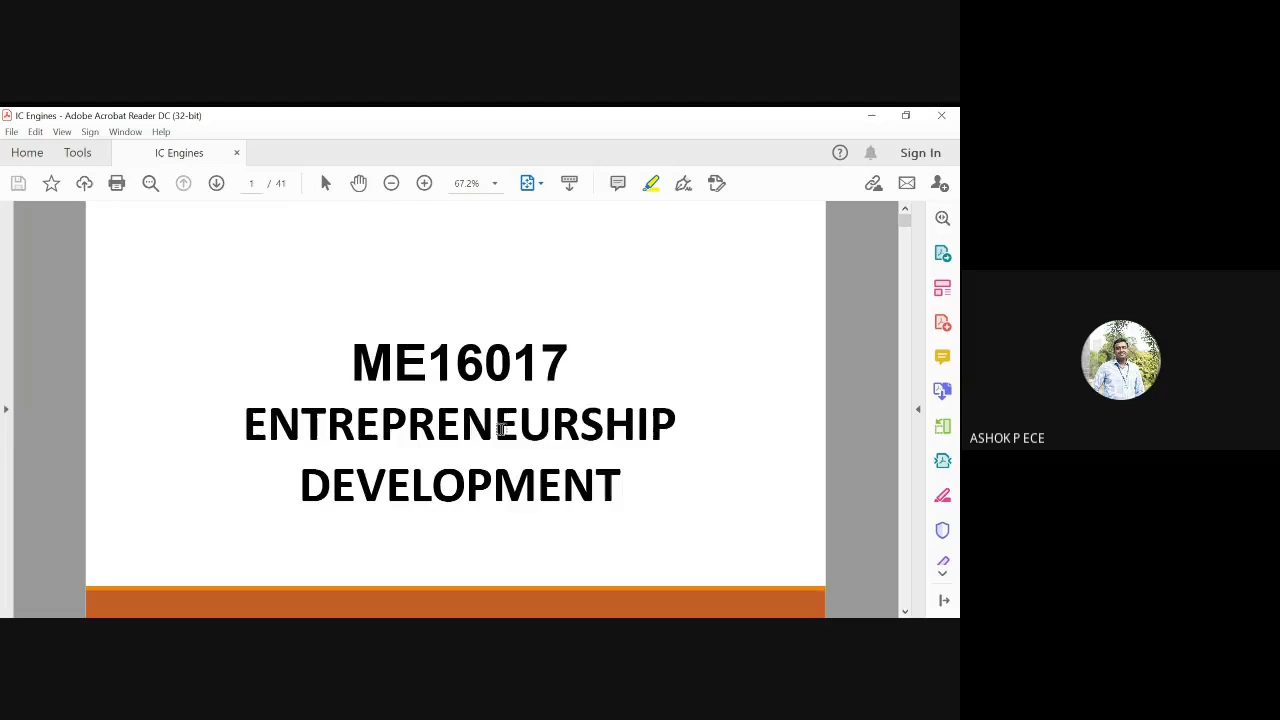 IC Engines - Adobe Acrobat Reader DC (32-bit)
File Edit View Sign Window Help
Home Tools IC Engines × Sign In
1 / 41 67.2%
ME16017
ENTREPRENEURSHIP
DEVELOPMENT
ASHOK P ECE